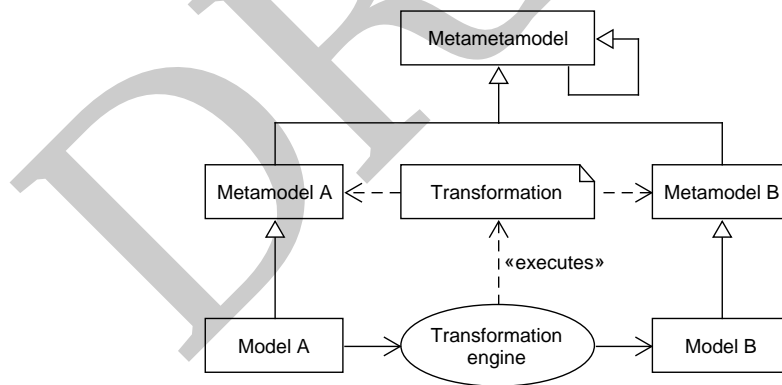 Metametamodel
Metamodel A
Transformation
Metamodel B
«executes»
Model A
Transformation
engine
Model B